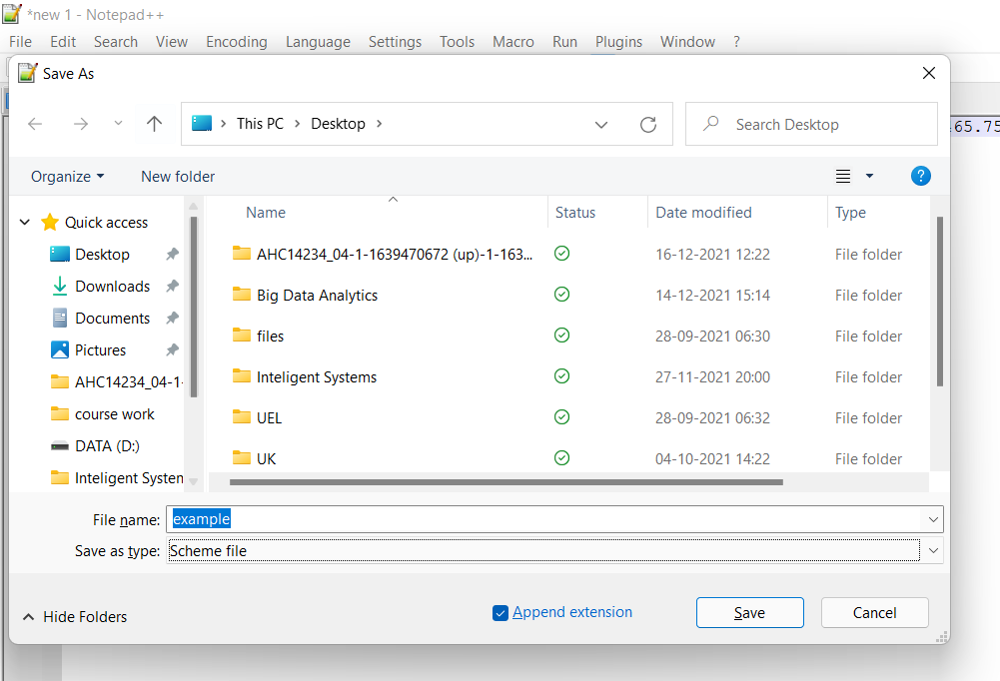 *new 1 - Notepad++
File Edit Search View Encoding Language Settings Tools Macro Run Plugins Window ?
Save As
This PC > Desktop >
Search Desktop
65.75
Organize New folder
?
Name Status Date modified Type
Quick access
Desktop
Downloads
Documents
Pictures
AHC14234_04-1-
course work
DATA (D:)
Inteligent System
AHC14234_04-1-1639470672 (up)-1-163... 16-12-2021 12:22 File folder
Big Data Analytics 14-12-2021 15:14 File folder
files 28-09-2021 06:30 File folder
Inteligent Systems 27-11-2021 20:00 File folder
UEL 28-09-2021 06:32 File folder
UK 04-10-2021 14:22 File folder
File name: example
Save as type: Scheme file
Hide Folders
Append extension
Save
Cancel